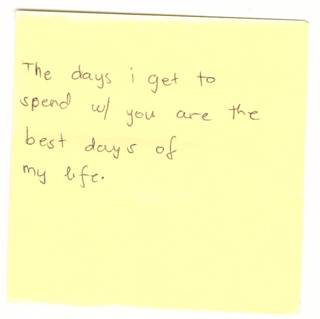 The days i get to
spend w/ you are the
best days of
my life.